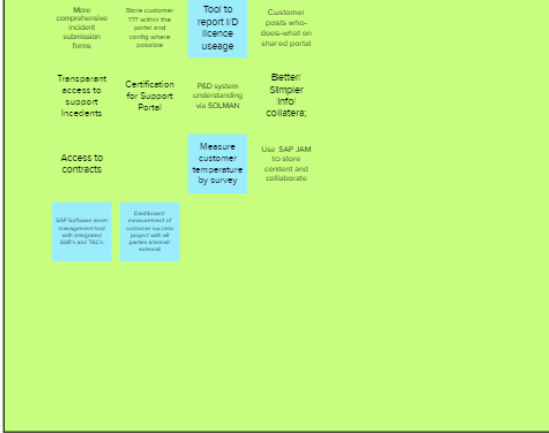 More
comprehensive
incident
submission
forms
Store customer
??? within the
portal and
config where
possible
Tool to
report I/D
licence
useage
Customer
posts who-
does-what on
shared portal
Transparant
access to
support
Incedents
Certification
for Support
Portal
P&D system
understanding
via SOLMAN
Better/
Slmpler
info/
collatera;
Access to
contracts
Measure
customer
temperature
by survey
Use SAP JAM
to store
content and
collaborate
SAP Software asset
management tool
with integrated
EUR's and T&C's
Dashboard/
measurement of
customer success
project with all
parties internal/
external